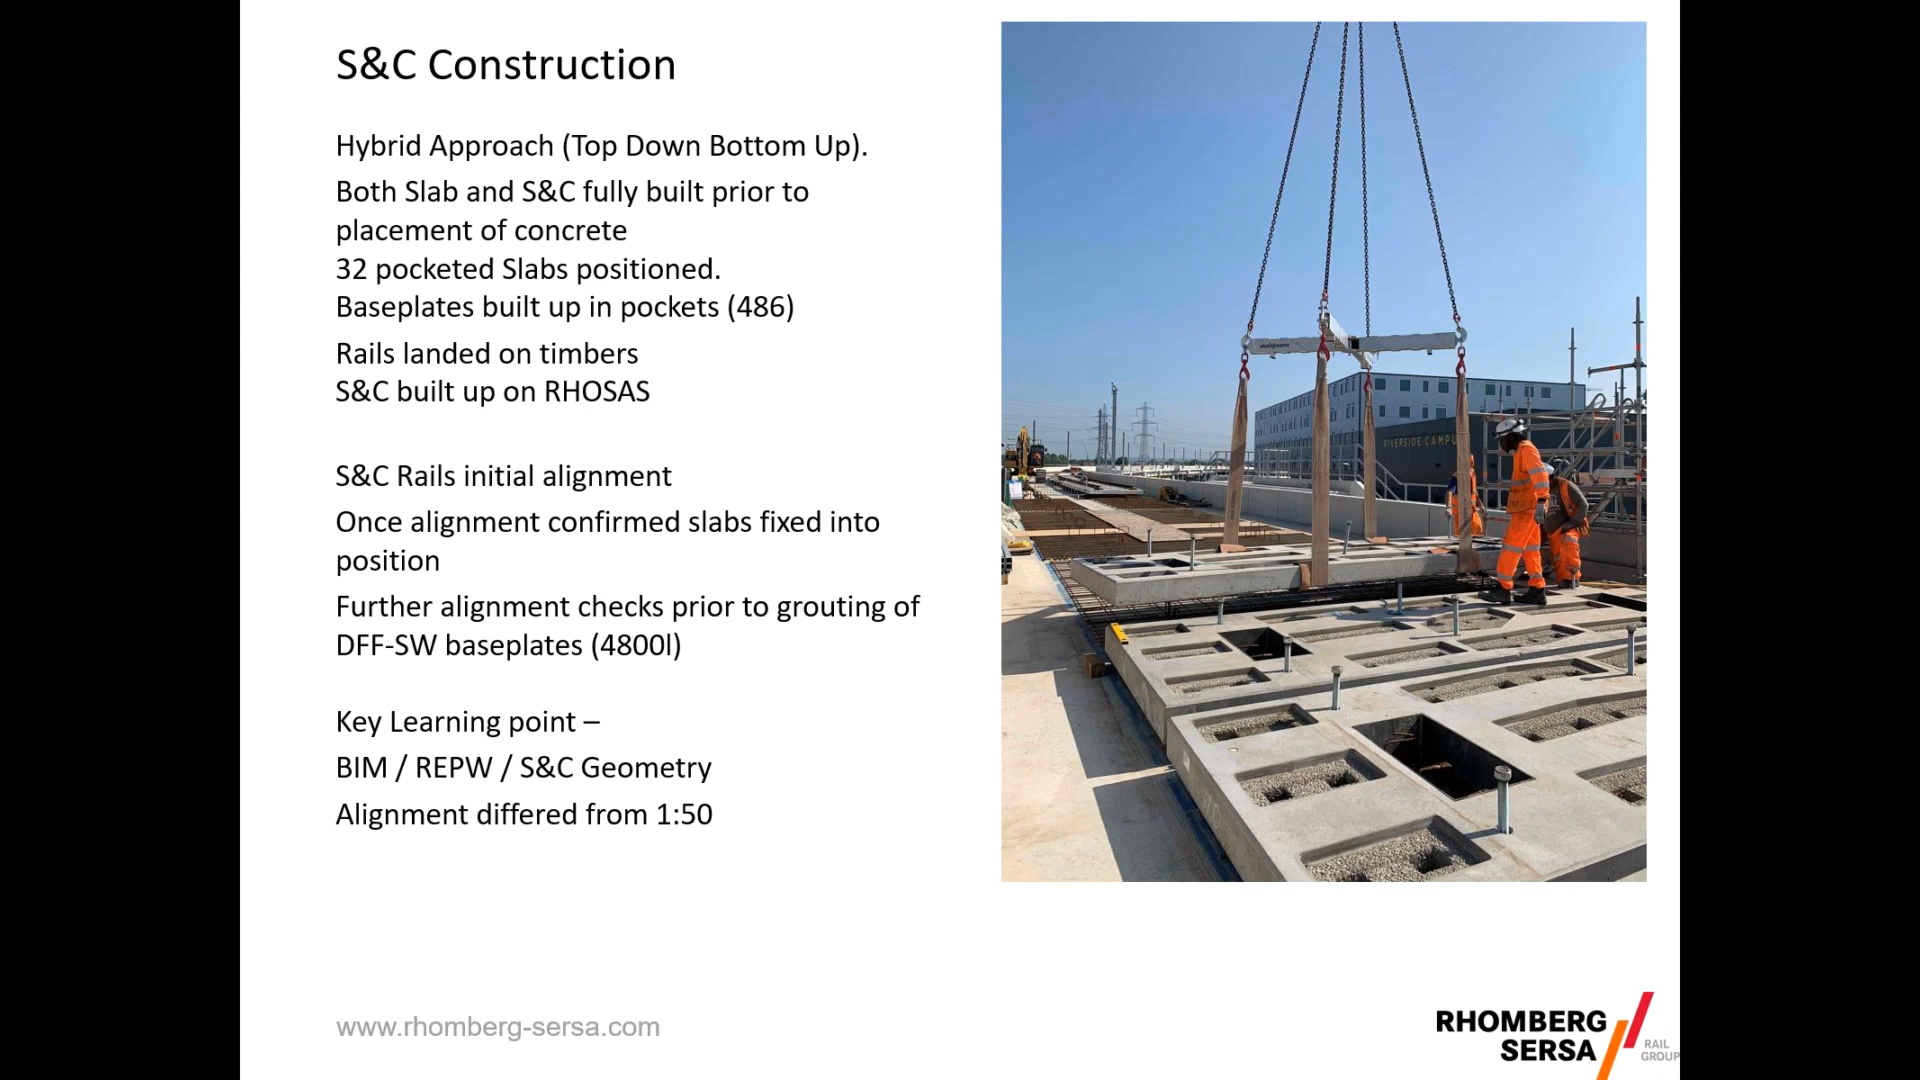 S&C Construction
Hybrid Approach (Top Down Bottom Up).
Both Slab and S&C fully built prior to
placement of concrete
32 pocketed Slabs positioned.
Baseplates built up in pockets (486)
Rails landed on timbers
S&C built up on RHOSAS
S&C Rails initial alignment
Once alignment confirmed slabs fixed into
position
Further alignment checks prior to grouting of
DFF-SW baseplates (4800l)
Key Learning point –
BIM / REPW / S&C Geometry
Alignment differed from 1:50
RIVERSIDE CAMPU
www.rhomberg-sersa.com
RHOMBERG
SERSA
RAIL
GROUP